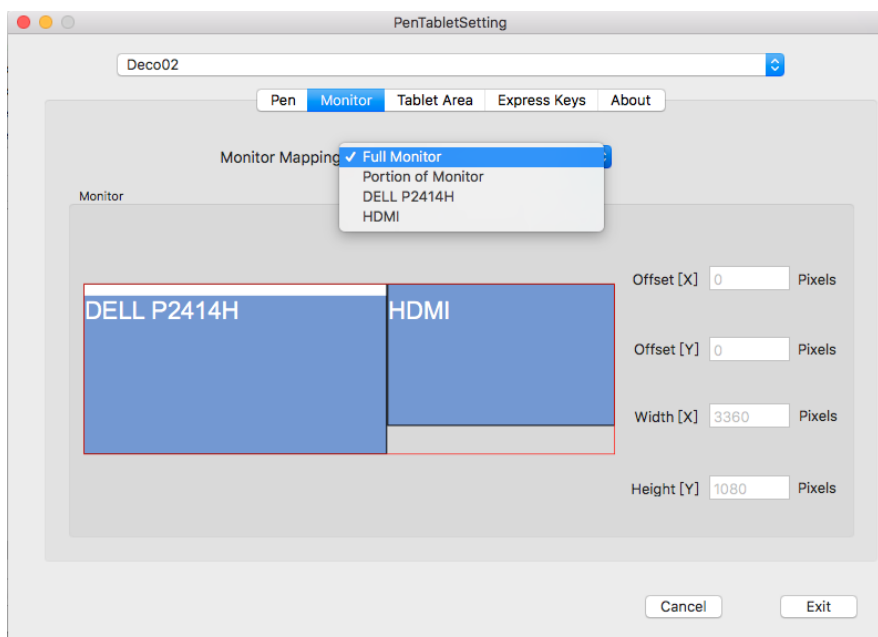 PenTabletSetting
Deco02
Pen Monitor Tablet Area Express Keys About
Monitor Mapping ✓ Full Monitor
Portion of Monitor
DELL P2414H
HDMI
Monitor
DELL P2414H HDMI
Offset [X] 0 Pixels
Offset [Y] 0 Pixels
Width [X] 3360 Pixels
Height [Y] 1080 Pixels
Cancel Exit